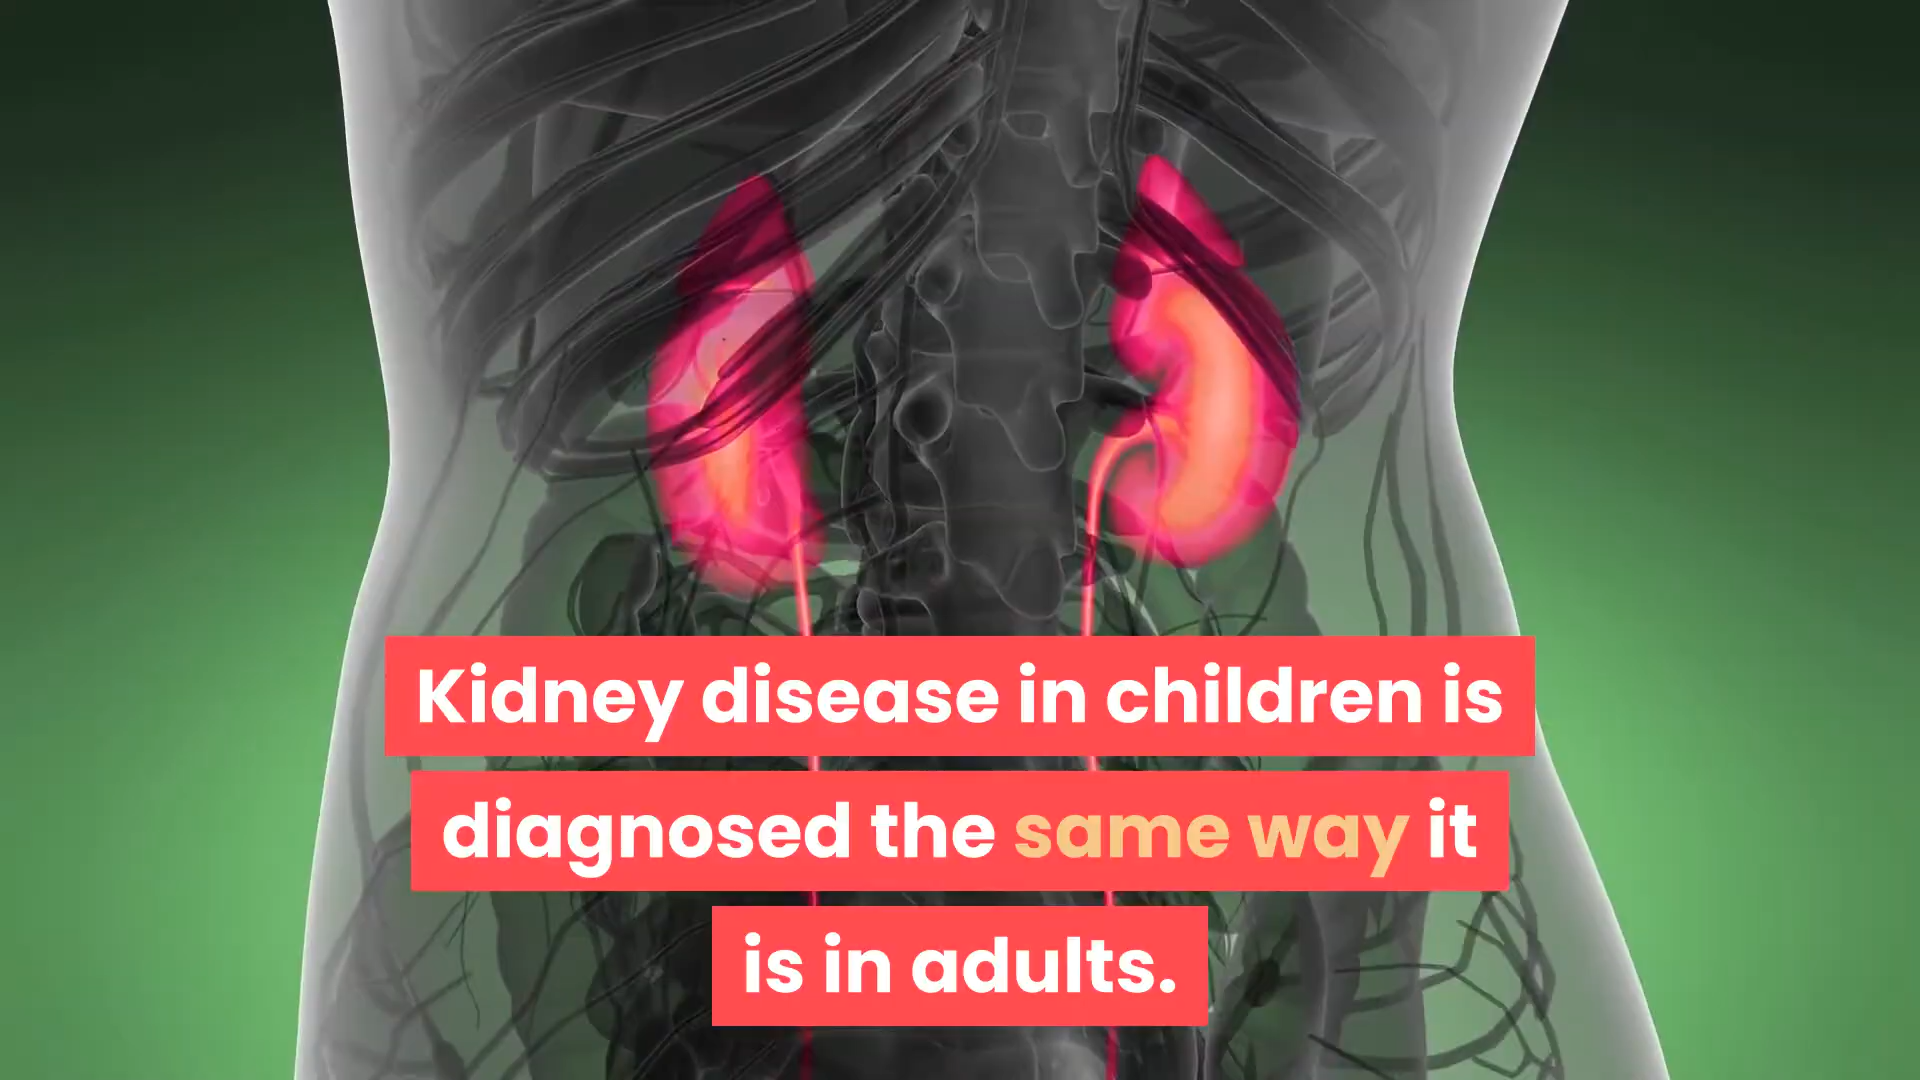 Kidney disease in children is
diagnosed the same way it
is in adults.